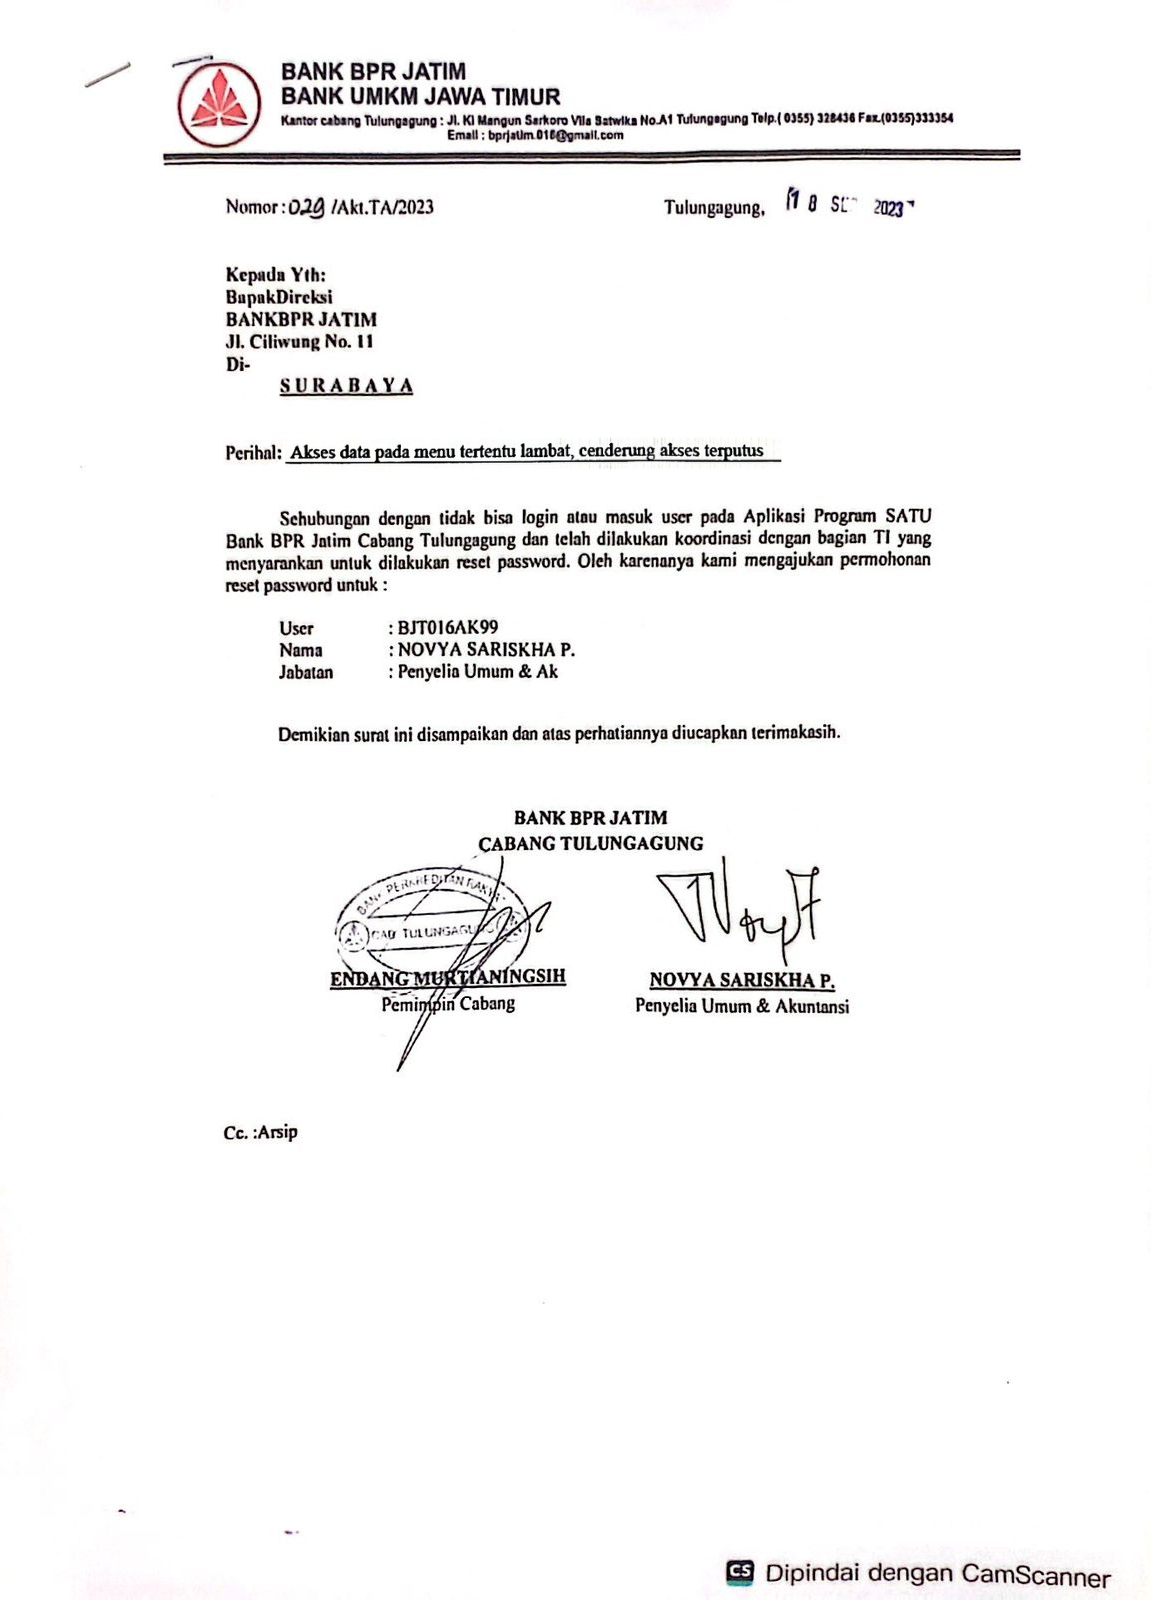 BANK BPR JATIM
BANK UMKM JAWA TIMUR
Kantor cabang Tulungagung : Jl. Ki Mangun Sarkoro Vila Satwika No.A1 Tulungagung Telp.( 0355) 328436 Fax.(0355)333354
Email : bprjatim.016@gmail.com
Nomor : 029 /Akt.TA/2023
Tulungagung, 18 SEP 2023
Kepada Yth:
BapakDireksi
BANKBPR JATIM
Jl. Ciliwung No. 11
Di-
S U R A B A Y A
Perihal: Akses data pada menu tertentu lambat, cenderung akses terputus
Sehubungan dengan tidak bisa login atau masuk user pada Aplikasi Program SATU
Bank BPR Jatim Cabang Tulungagung dan telah dilakukan koordinasi dengan bagian TI yang
menyarankan untuk dilakukan reset password. Oleh karenanya kami mengajukan permohonan
reset password untuk :
User : BJT016AK99
Nama : NOVYA SARISKHA P.
Jabatan : Penyelia Umum & Ak
Demikian surat ini disampaikan dan atas perhatiannya diucapkan terimakasih.
BANK BPR JATIM
CABANG TULUNGAGUNG
BANK PERKREDITAN RAKYAT
CAB TULUNGAGUNG
ENDANG MURTIANINGSIH
Pemimpin Cabang
NOVYA SARISKHA P.
Penyelia Umum & Akuntansi
Cc. :Arsip
CS Dipindai dengan CamScanner